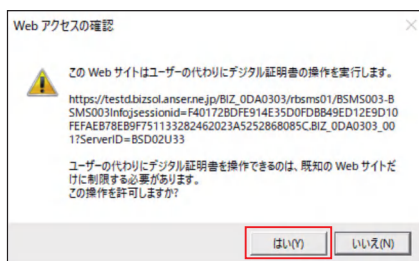 Web アクセスの確認
この Web サイトはユーザーの代わりにデジタル証明書の操作を実行します。
https://testd.bizsol.anser.ne.jp/BIZ_0DA0303/rbsms01/BSMS003-B
SMS003Info;jsessionid=F40172BDFE914E35D0FDBB49ED12E9D10
FEFAEB78EB9F751133282462023A5252868085C.BIZ_0DA0303_00
1?ServerID=BSD02U33
ユーザーの代わりにデジタル証明書を操作できるのは、既知の Web サイトだ
けに制限する必要があります。
この操作を許可しますか?
はい(Y)
いいえ(N)